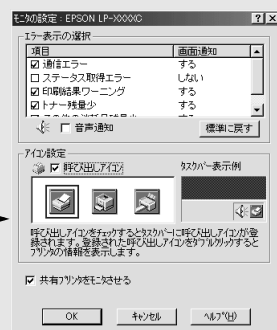 モニタの設定 : EPSON LP-XXXXC
エラー表示の選択
項目 画面通知
通信エラー する
ステータス取得エラー しない
印刷結果ワーニング する
トナー残量少 する
音声通知 標準に戻す
アイコン設定
呼び出しアイコン タスクバー表示例
呼び出しアイコンをチェックするとタスクバーに呼び出しアイコンが登
録されます。登録された呼び出しアイコンをダブルクリックすると
プリンタの情報を表示します。
共有プリンタをモニタさせる
OK キャンセル ヘルプ(H)